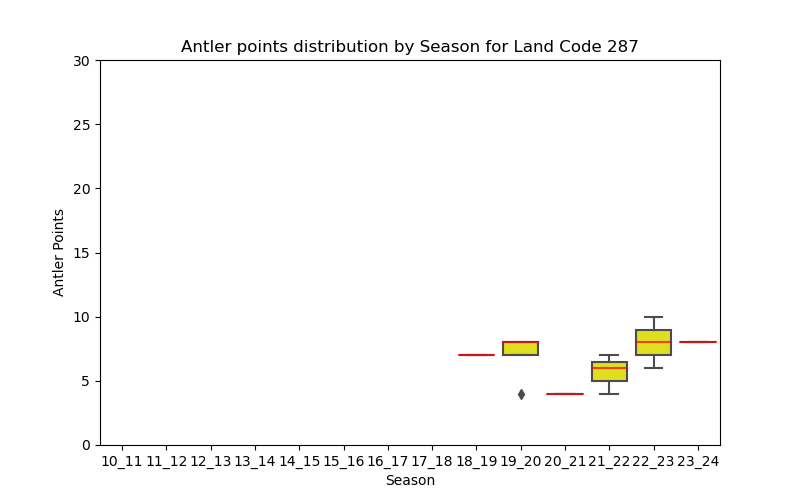 Antler points distribution by Season for Land Code 287
30
25
20
15
10
5
0
Antler Points
10_11 11_12 12_13 13_14 14_15 15_16 16_17 17_18 18_19 19_20 20_21 21_22 22_23 23_24
Season